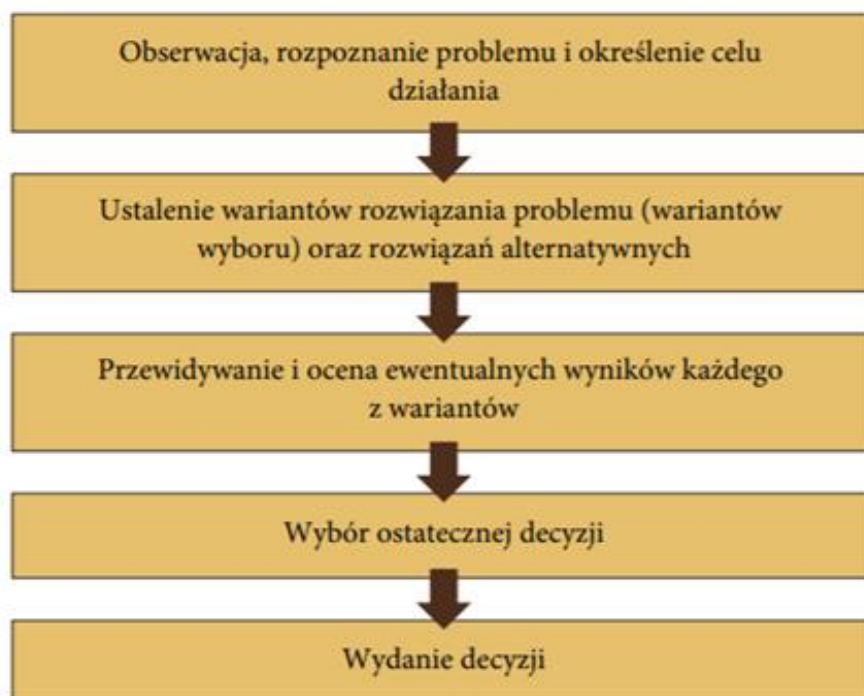 Obserwacja, rozpoznanie problemu i określenie celu
działania
Ustalenie wariantów rozwiązania problemu (wariantów
wyboru) oraz rozwiązań alternatywnych
Przewidywanie i ocena ewentualnych wyników każdego
z wariantów
Wybór ostatecznej decyzji
Wydanie decyzji